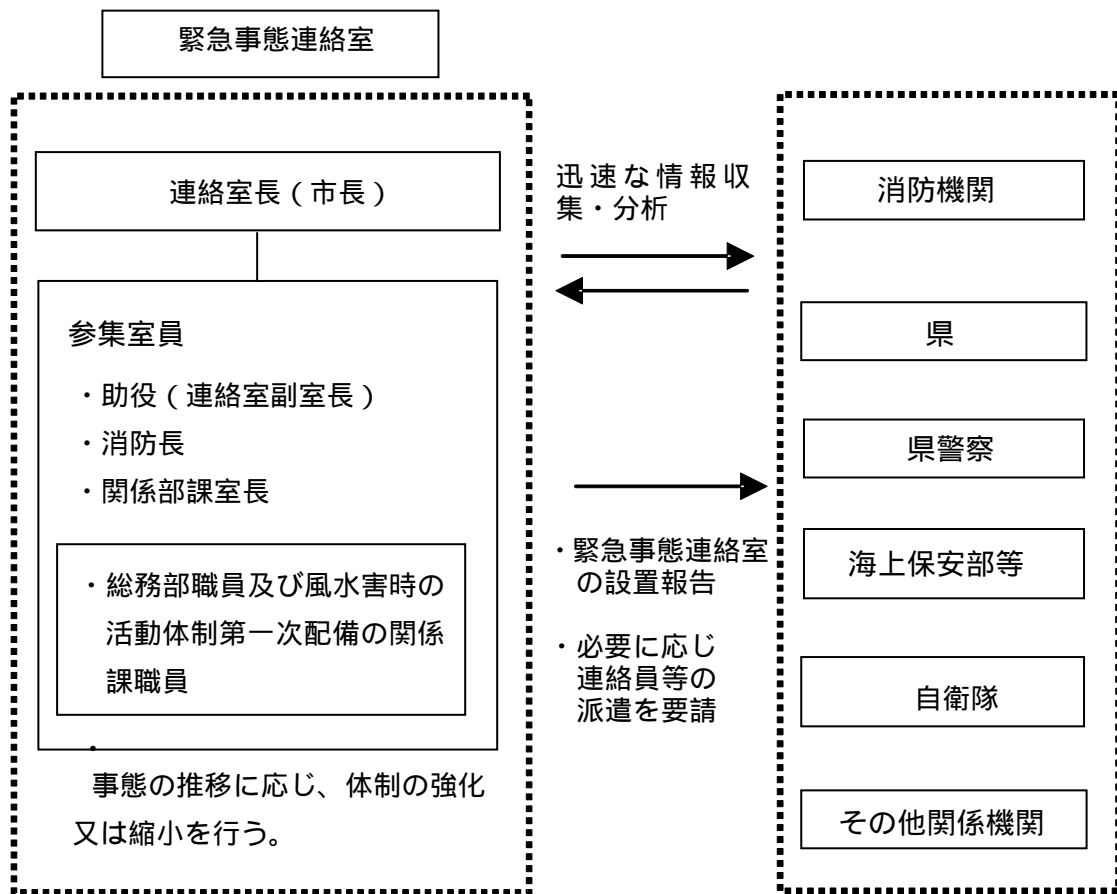 緊急事態連絡室
連絡室長（市長）
参集室員
・助役（連絡室副室長）
・消防長
・関係部課室長
・総務部職員及び風水害時の
活動体制第一次配備の関係
課職員
事態の推移に応じ、体制の強化
又は縮小を行う。
迅速な情報収
集・分析
・緊急事態連絡室
の設置報告
・必要に応じ
連絡員等の
派遣を要請
消防機関
県
県警察
海上保安部等
自衛隊
その他関係機関